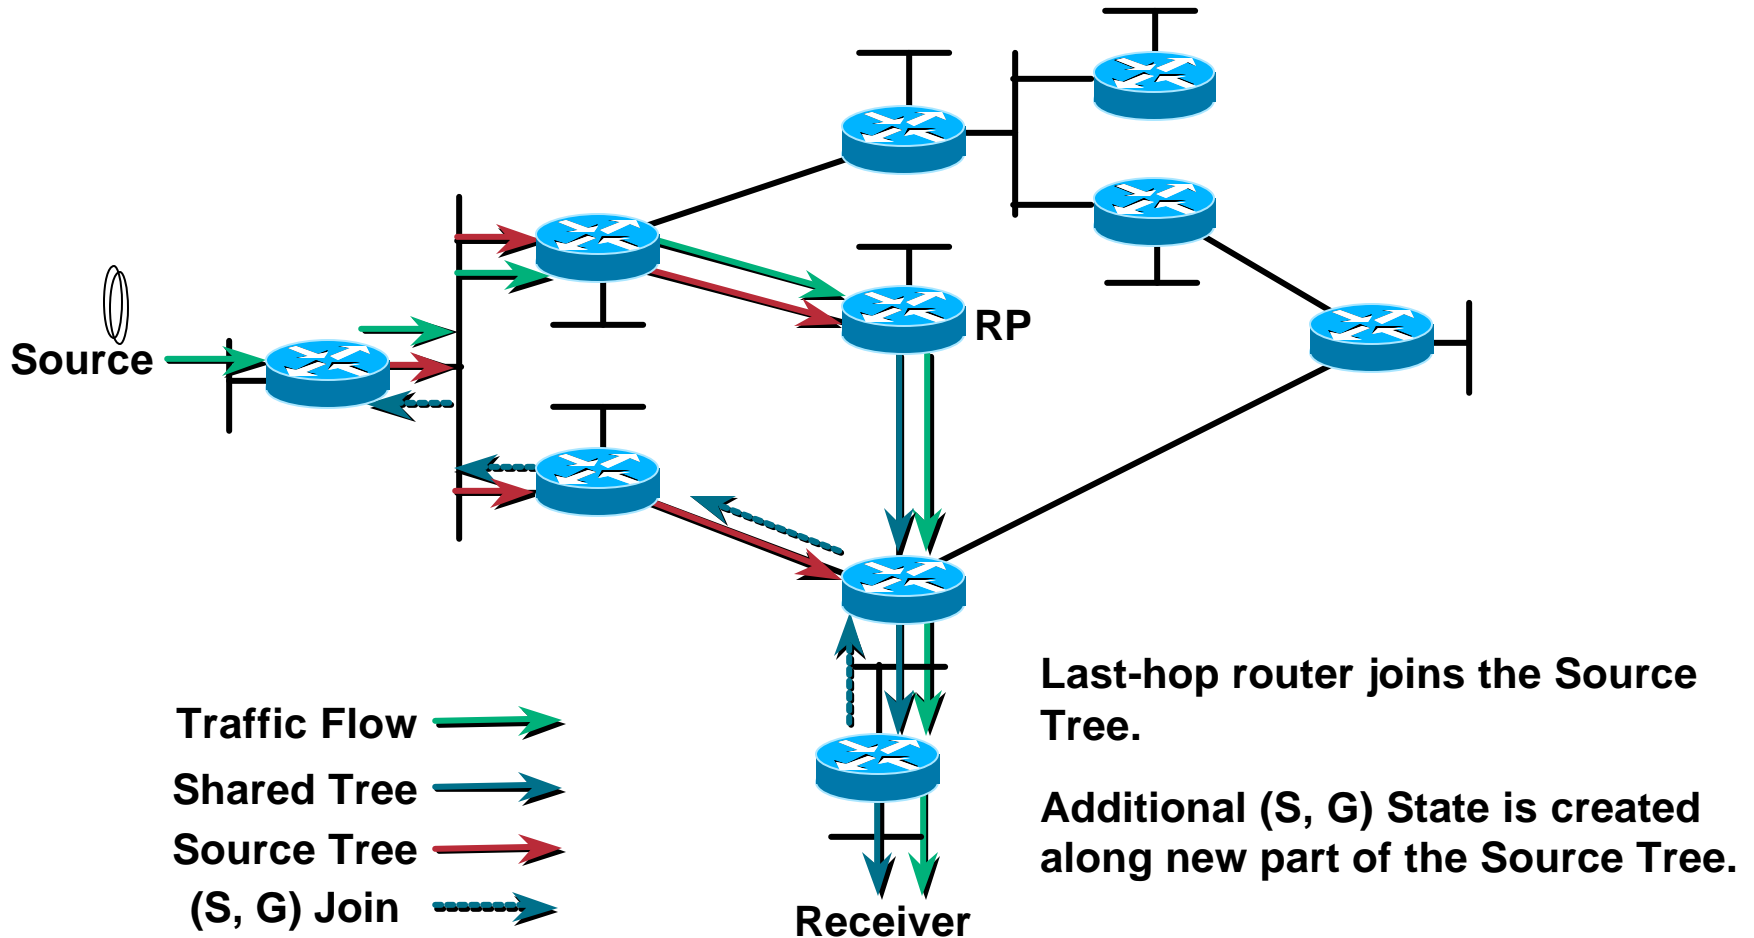 RP
Source
Last-hop router joins the Source
Tree.
Additional (S, G) State is created
along new part of the Source Tree.
Traffic Flow
Shared Tree
Source Tree
(S, G) Join
Receiver